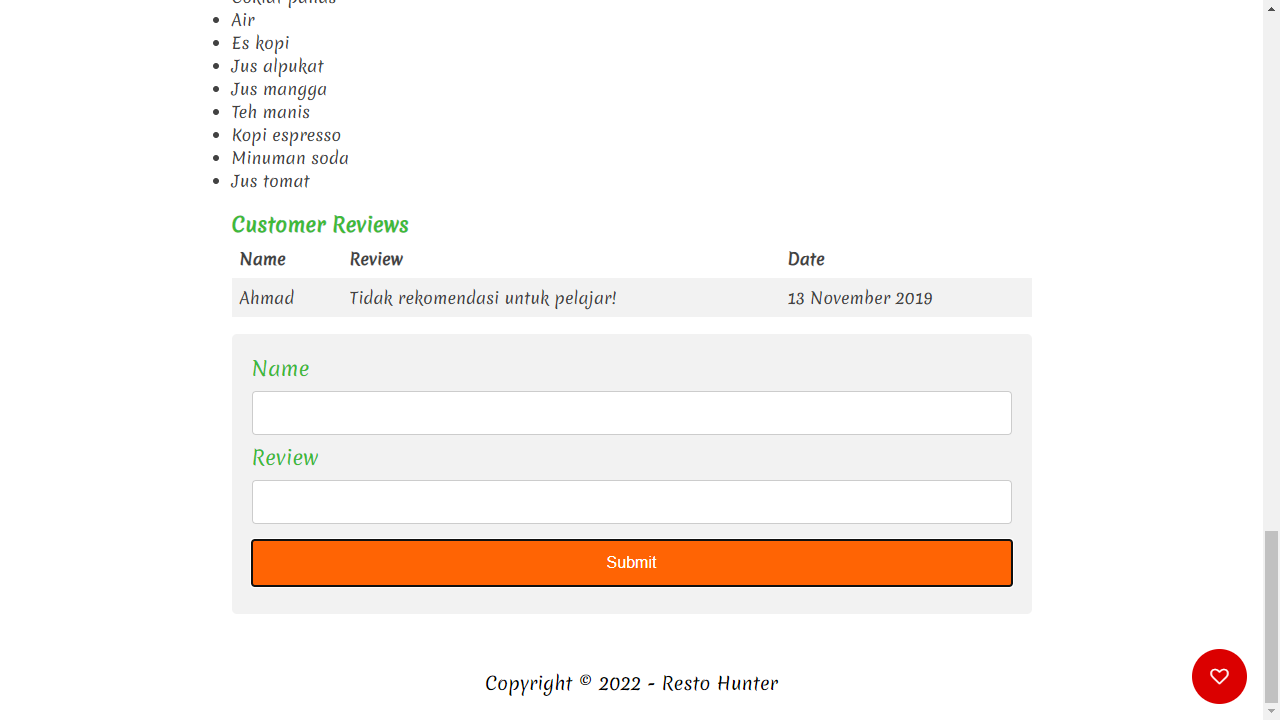 Air
Es kopi
Jus alpukat
Jus mangga
Teh manis
Kopi espresso
Minuman soda
Jus tomat
Customer Reviews
Name Review Date
Ahmad Tidak rekomendasi untuk pelajar! 13 November 2019
Name
Review
Submit
Copyright © 2022 - Resto Hunter